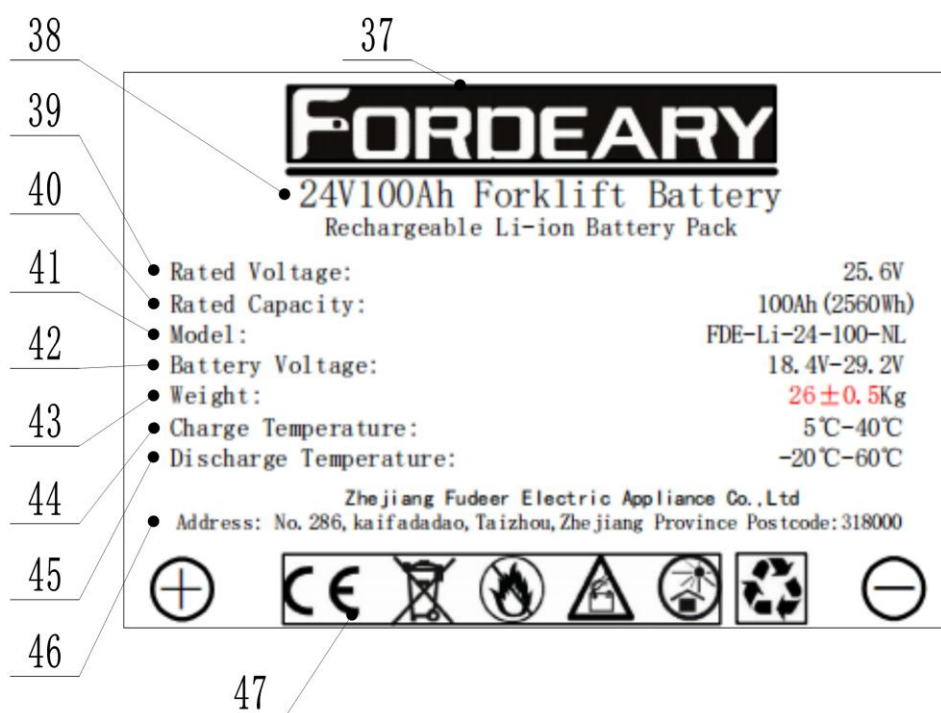 38
37
39
40
41
42
43
44
45
46
47
FORDEARY
24V100Ah Forklift Battery
Rechargeable Li-ion Battery Pack
Rated Voltage: 25.6V
Rated Capacity: 100Ah(2560Wh)
Model: FDE-Li-24-100-NL
Battery Voltage: 18.4V-29.2V
Weight: 26±0.5Kg
Charge Temperature: 5℃-40℃
Discharge Temperature: -20℃-60℃
Zhejiang Fudeer Electric Appliance Co.,Ltd
Address: No.286,kaifadadao,Taizhou,Zhejiang Province Postcode:318000
CE